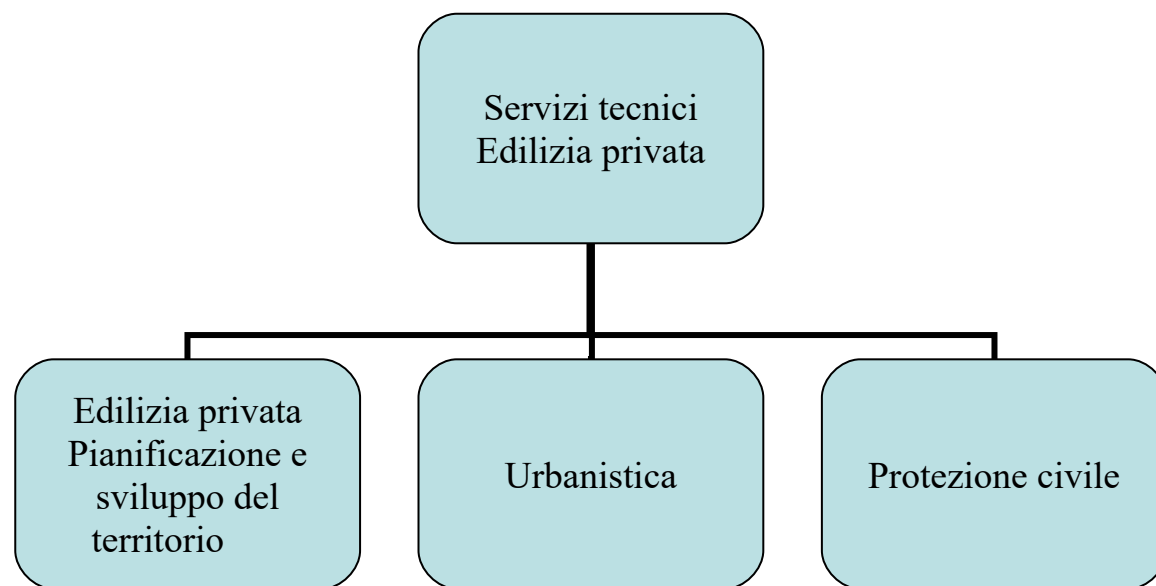 Servizi tecnici
Edilizia privata
Edilizia privata
Pianificazione e
sviluppo del
territorio
Urbanistica
Protezione civile